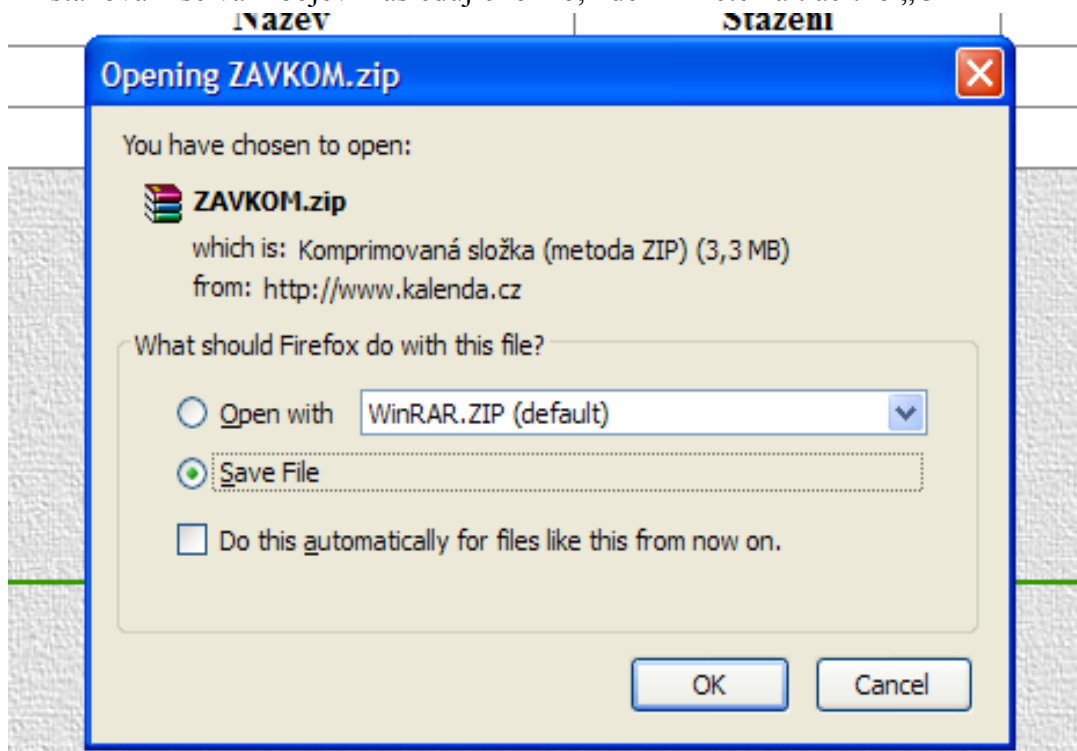 Název Stažení
Opening ZAVKOM.zip
You have chosen to open:
ZAVKOM.zip
which is: Komprimovaná složka (metoda ZIP) (3,3 MB)
from: http://www.kalenda.cz
What should Firefox do with this file?
Open with WinRAR.ZIP (default)
Save File
Do this automatically for files like this from now on.
OK Cancel